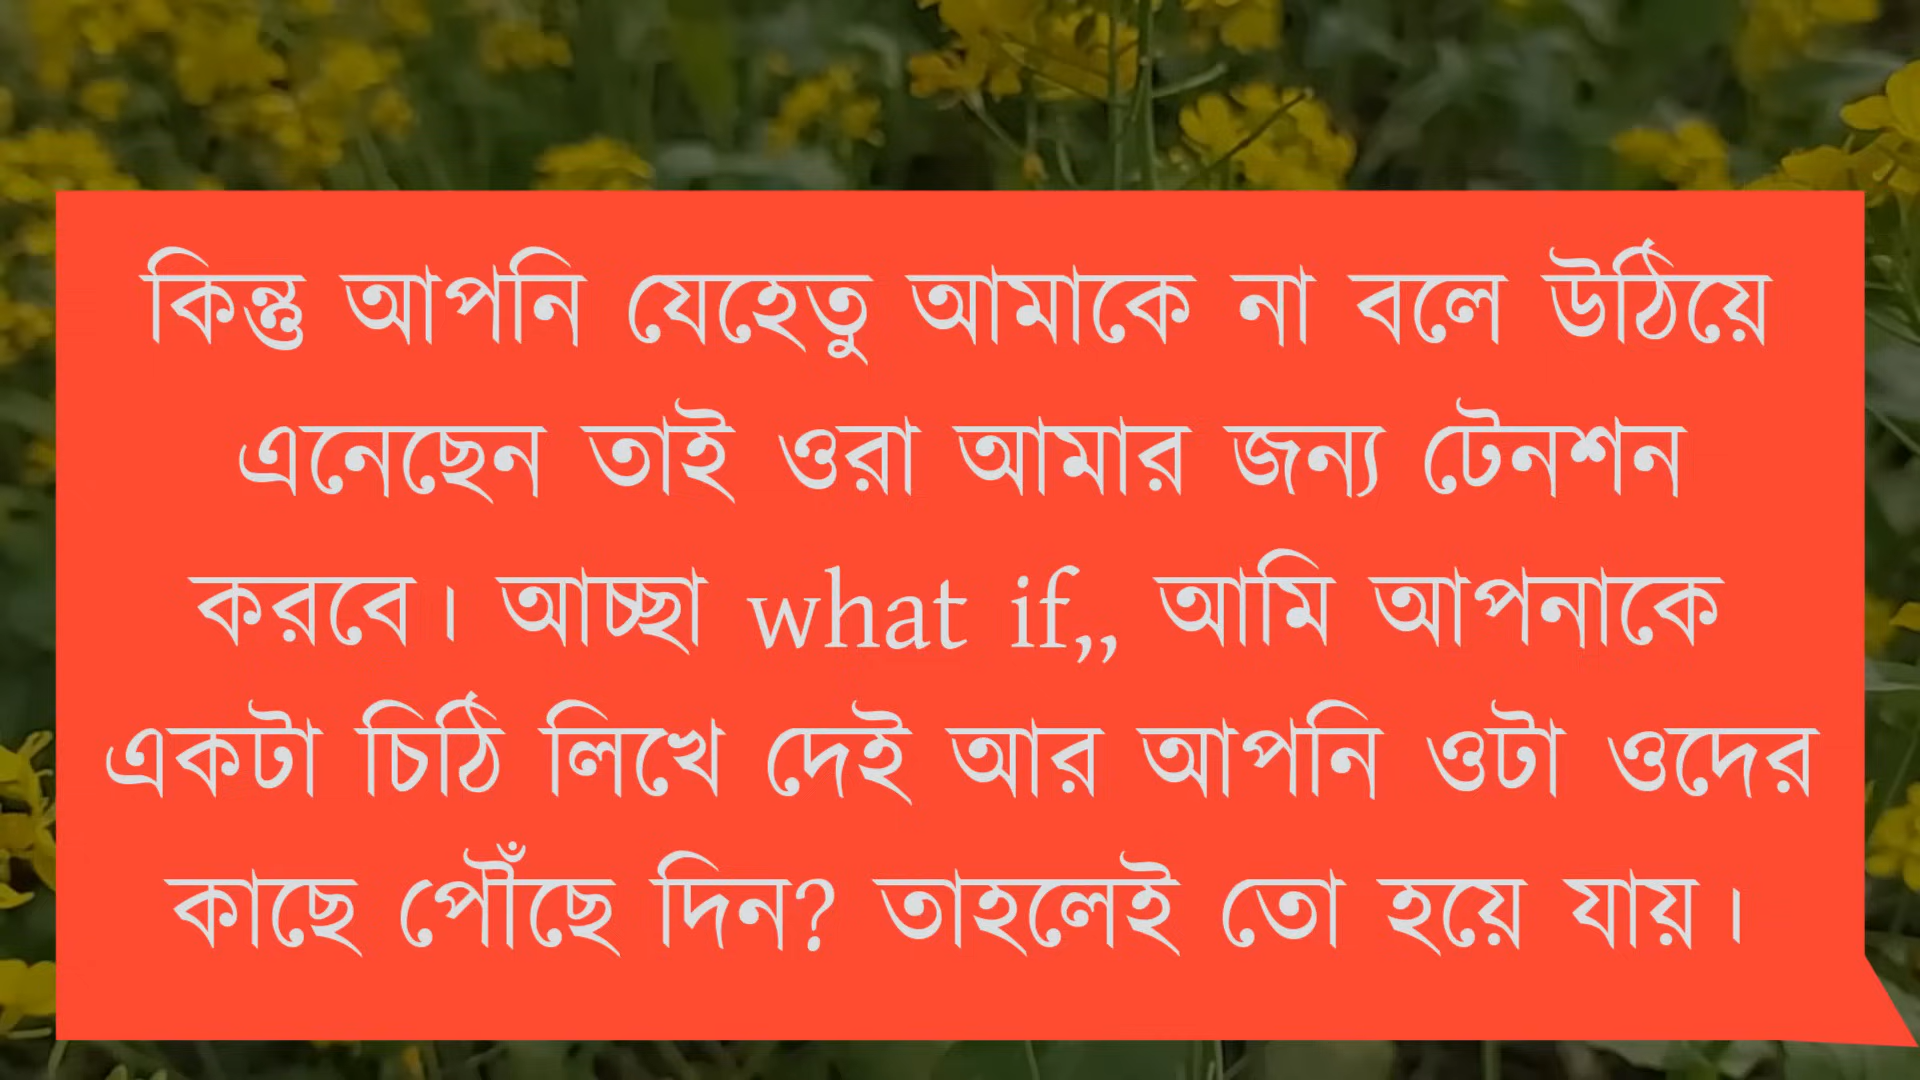 কিন্তু আপনি যেহেতু আমাকে না বলে উঠিয়ে
এনেছেন তাই ওরা আমার জন্য টেনশন
করবে। আচ্ছা what if,, আমি আপনাকে
একটা চিঠি লিখে দেই আর আপনি ওটা ওদের
কাছে পৌঁছে দিন? তাহলেই তো হয়ে যায়।